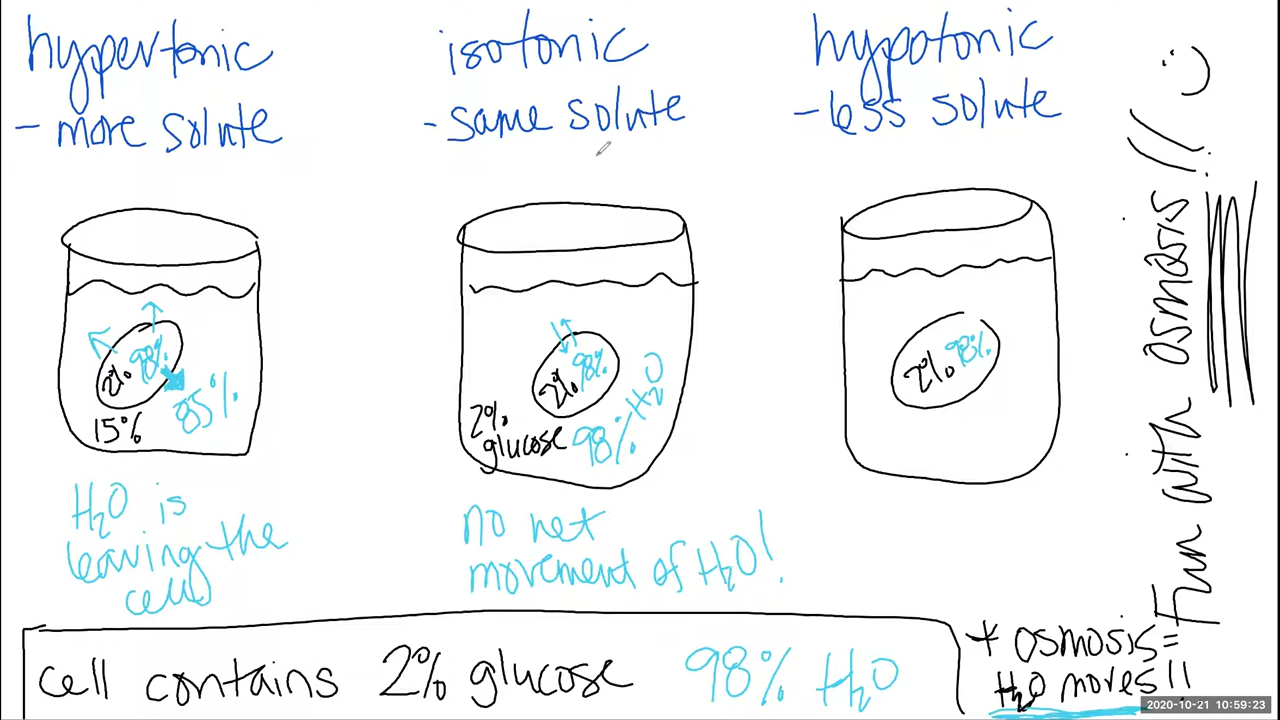 hypertonic
- more solute
isotonic
- same solute
hypotonic
- less solute
2% 98%
15%
85%
H₂O is
leaving the
cell
2% 98%
2%
glucose
98% H₂O
no net
movement of H₂O!
2% 98%
Fun with osmosis!!
cell contains 2% glucose 98% H₂O
* osmosis =
H₂O moves!!
2020-10-21 10:59:23